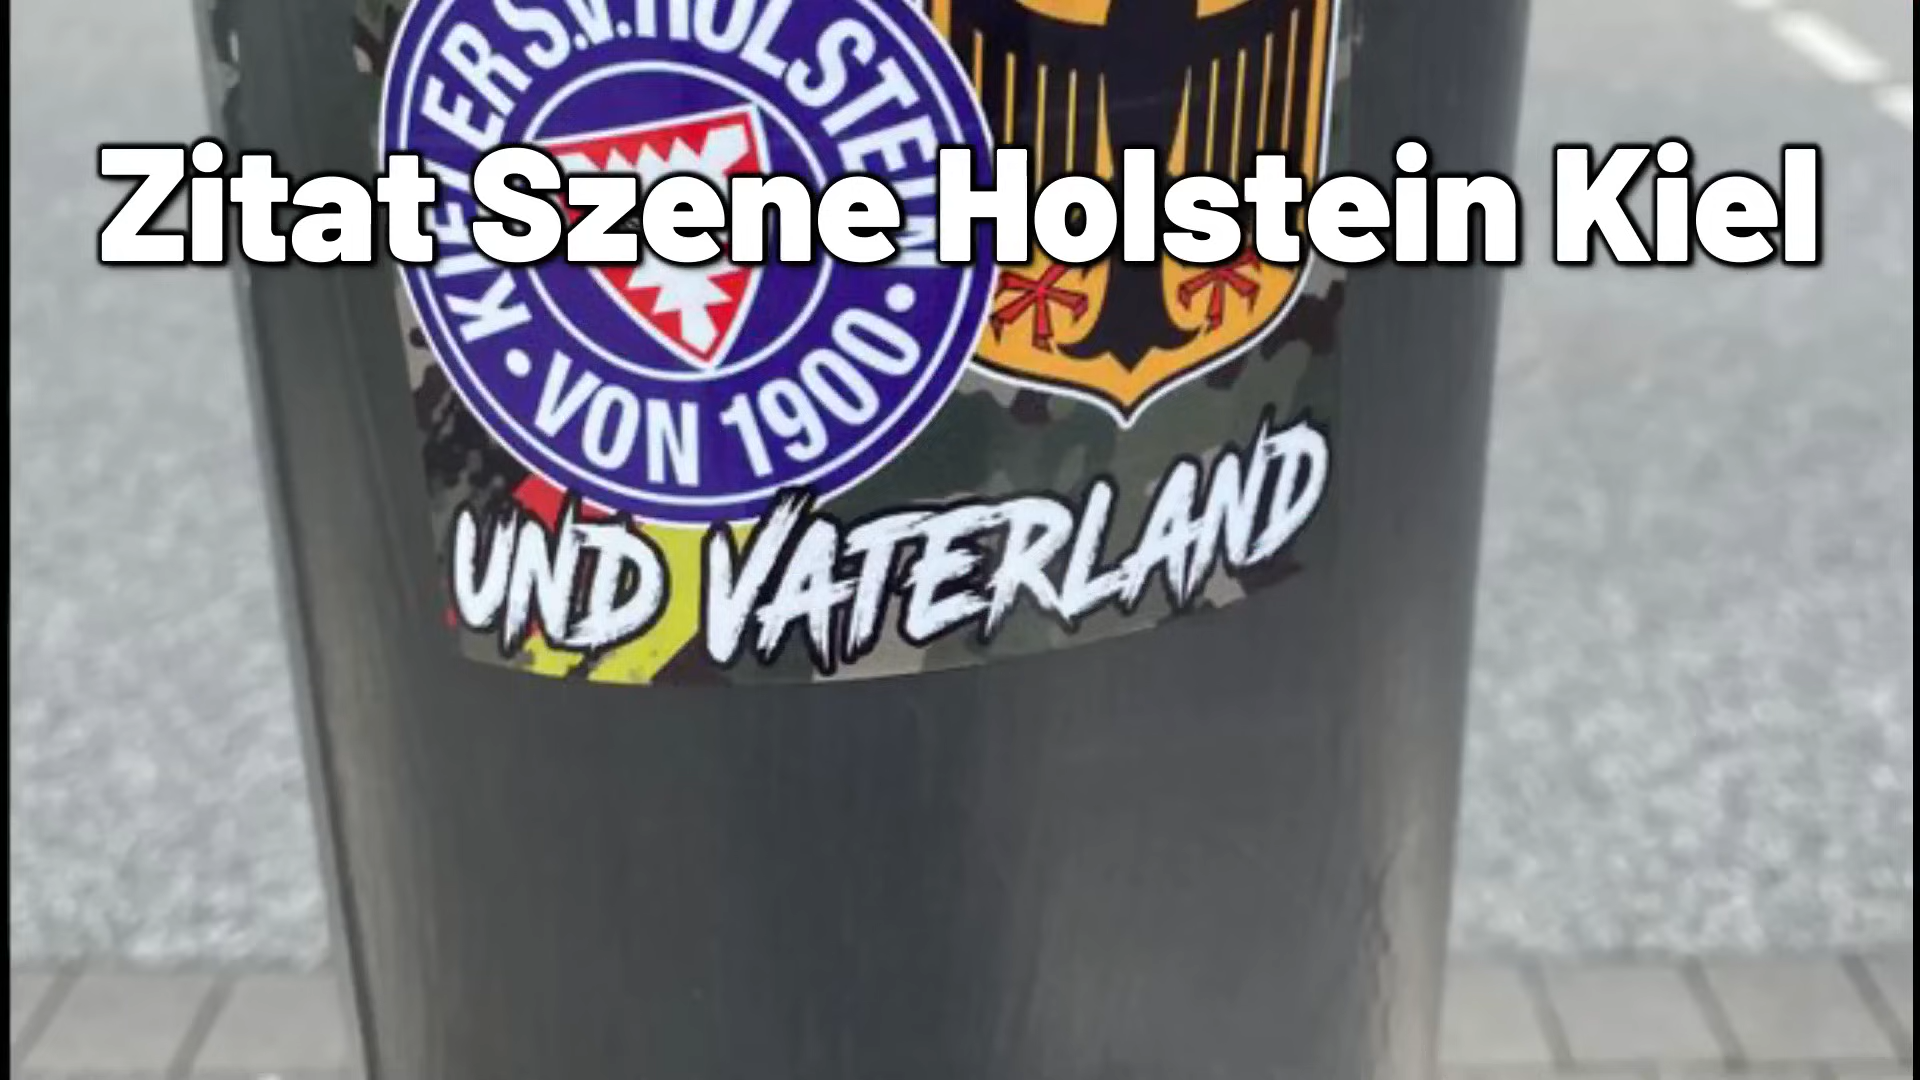 KIELER S.V. HOLSTEIN
Zitat Szene Holstein Kiel
• VON 1900 •
UND VATERLAND